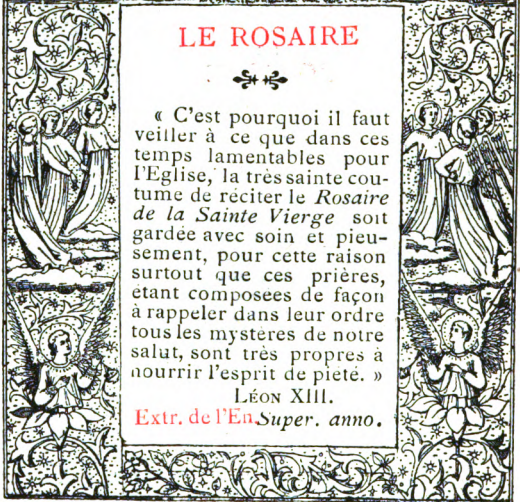 LE ROSAIRE
« C'est pourquoi il faut
veiller à ce que dans ces
temps lamentables pour
l'Eglise, la très sainte cou-
tume de réciter le Rosaire
de la Sainte Vierge soit
gardée avec soin et pieu-
sement, pour cette raison
surtout que ces prières,
étant composées de façon
à rappeler dans leur ordre
tous les mystères de notre
salut, sont très propres à
nourrir l'esprit de piété. »
LÉON XIII.
Extr. de l'En. Super. anno.